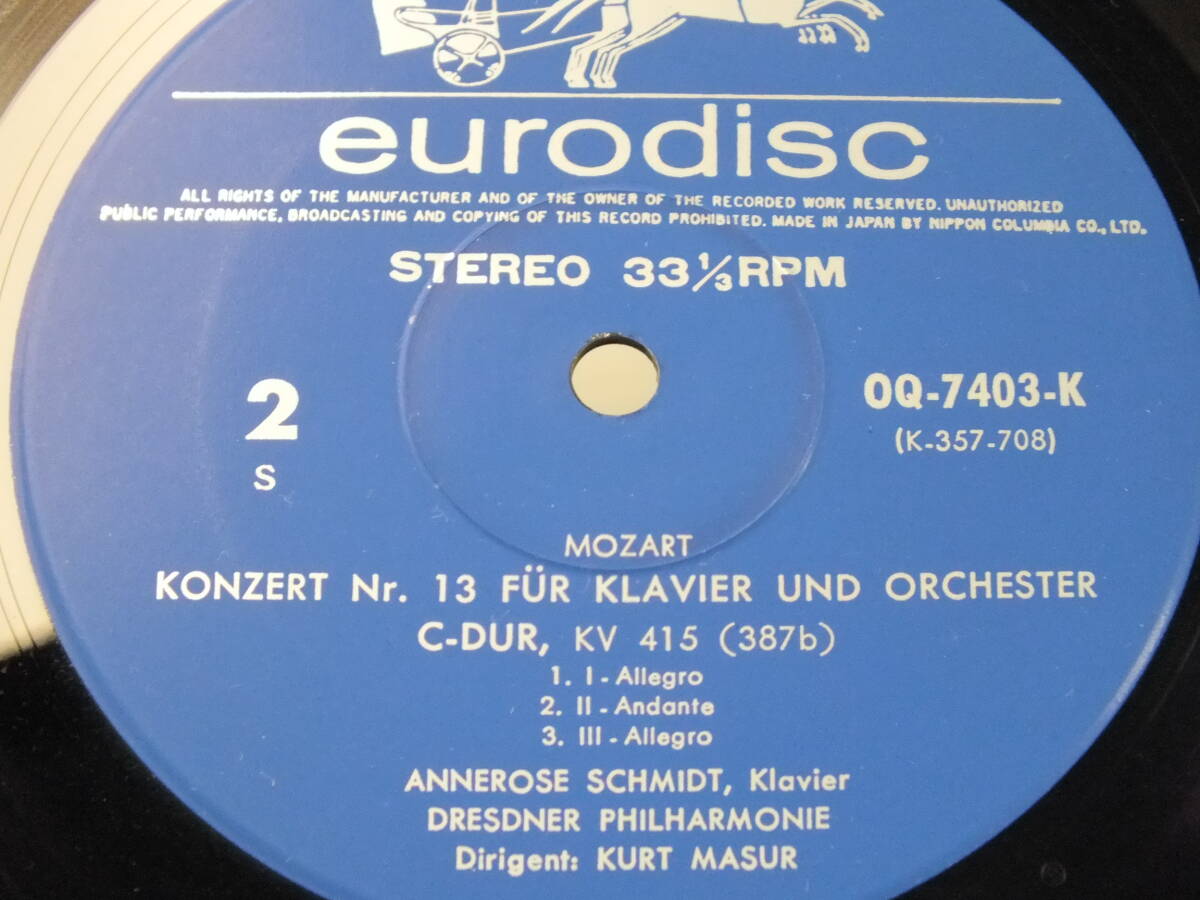 eurodisc
ALL RIGHTS OF THE MANUFACTURER AND OF THE OWNER OF THE RECORDED WORK RESERVED. UNAUTHORIZED
PUBLIC PERFORMANCE, BROADCASTING AND COPYING OF THIS RECORD PROHIBITED. MADE IN JAPAN BY NIPPON COLUMBIA CO., LTD.
STEREO 33⅓RPM
2
S
OQ-7403-K
(K-357-708)
MOZART
KONZERT Nr. 13 FÜR KLAVIER UND ORCHESTER
C-DUR, KV 415 (387b)
1. I - Allegro
2. II - Andante
3. III - Allegro
ANNEROSE SCHMIDT, Klavier
DRESDNER PHILHARMONIE
Dirigent: KURT MASUR